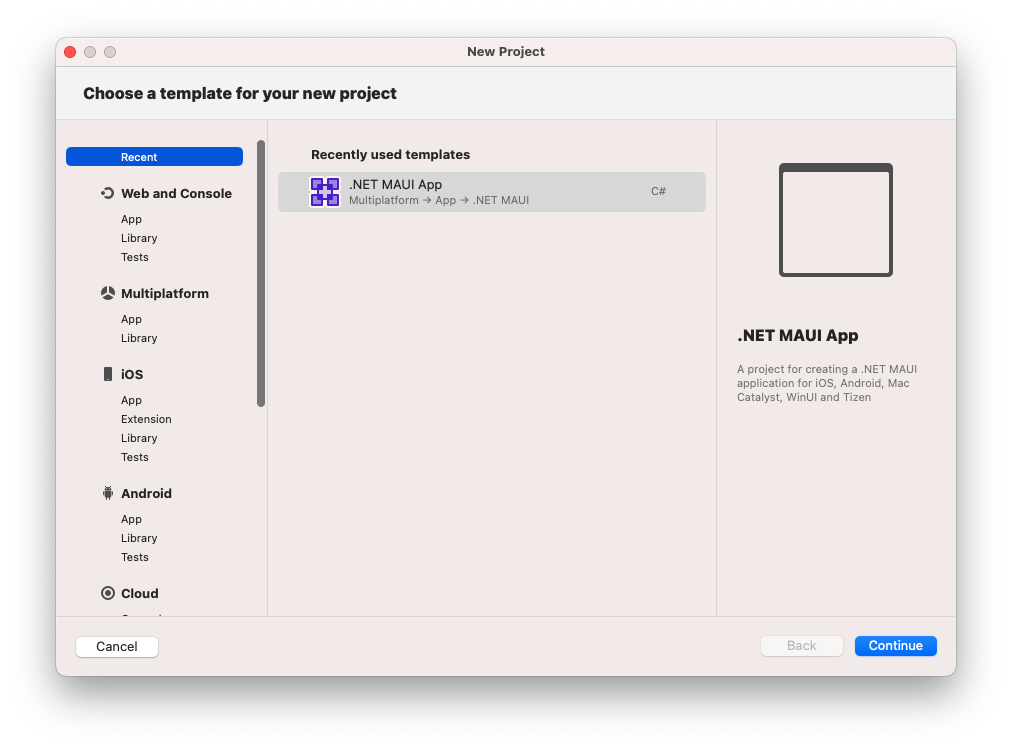 New Project
Choose a template for your new project
Recent
Web and Console
App
Library
Tests
Multiplatform
App
Library
iOS
App
Extension
Library
Tests
Android
App
Library
Tests
Cloud
Recently used templates
.NET MAUI App
Multiplatform → App → .NET MAUI
C#
.NET MAUI App
A project for creating a .NET MAUI
application for iOS, Android, Mac
Catalyst, WinUI and Tizen
Cancel
Back
Continue